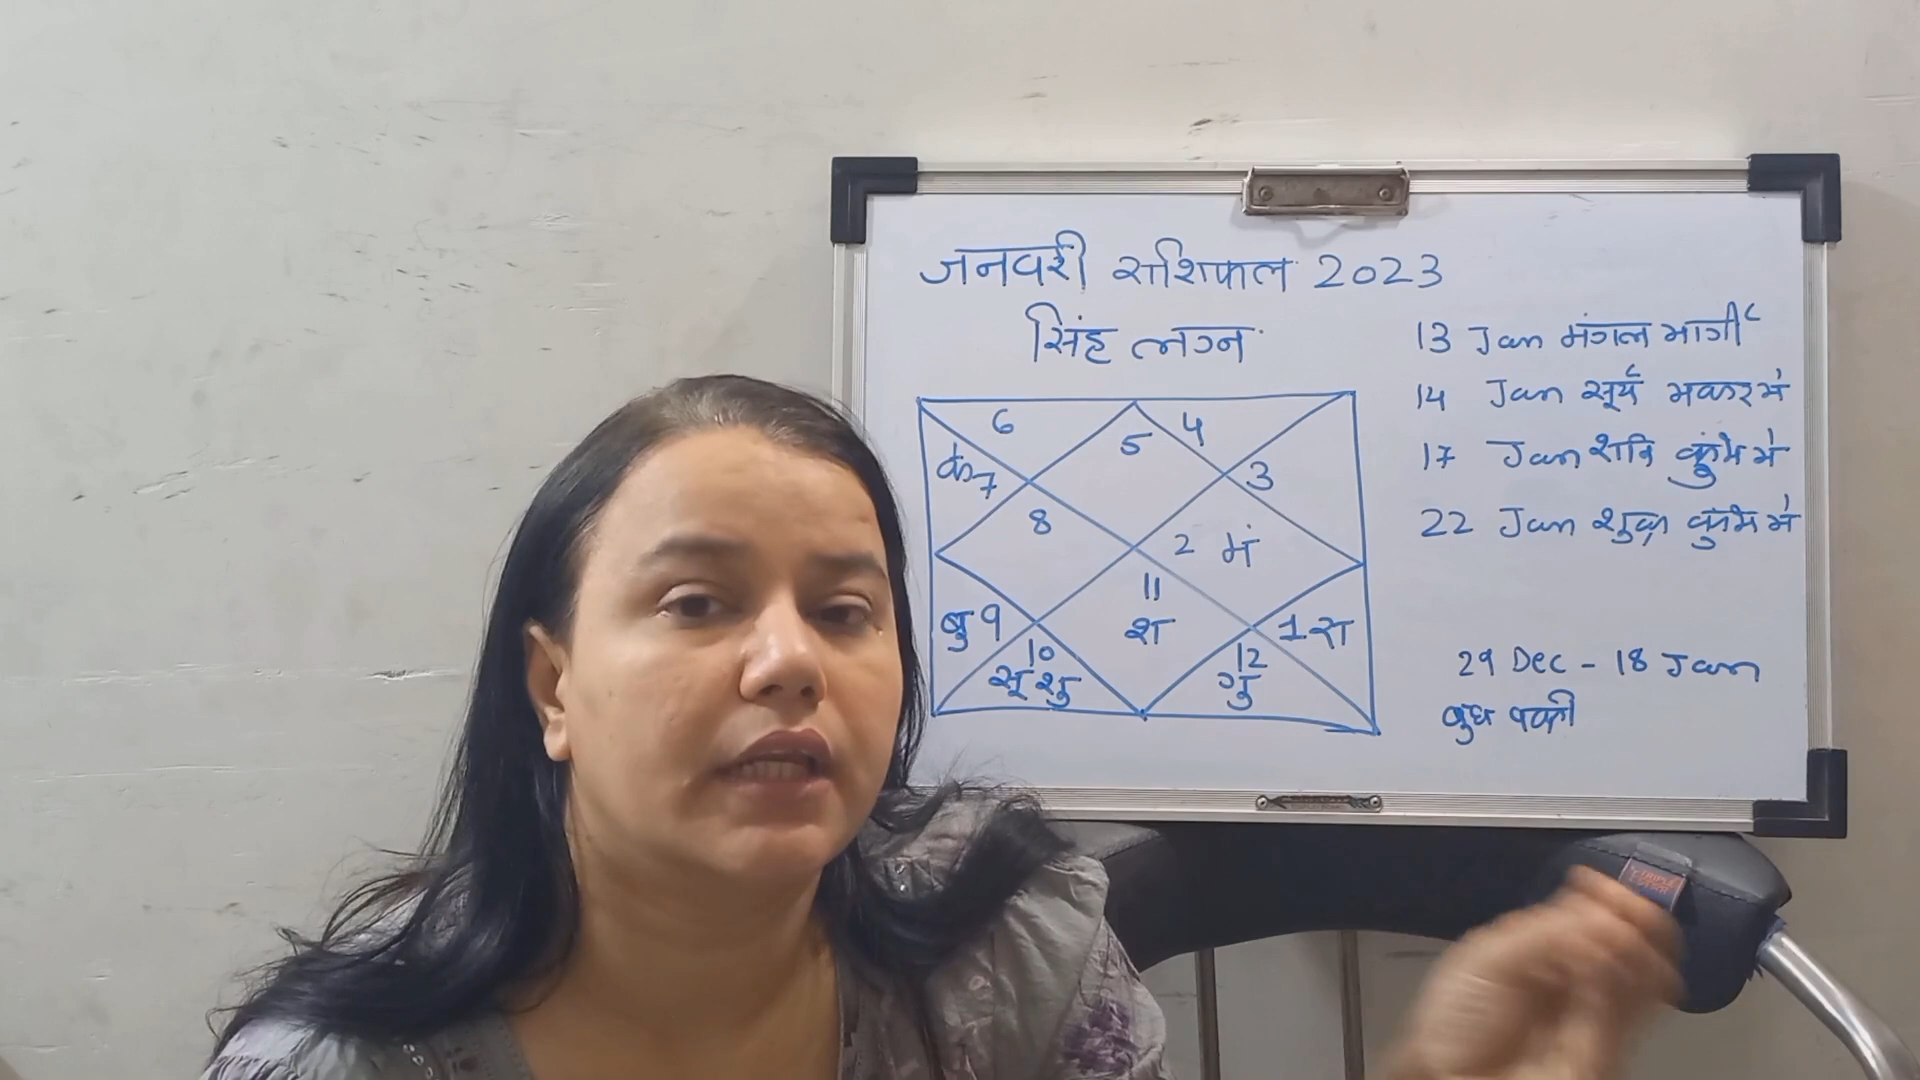 जनवरी राशिफल 2023
सिंह लग्न
13 Jan मंगल मार्गी
14 Jan सूर्य मकर में
17 Jan शनि कुंभ में
22 Jan शुक्र कुंभ में
6
5
4
के 7
3
8
2 मं
11
श
बु 9
1 रा
10
सू शु
12
गु
29 Dec - 18 Jan
बुध वक्री